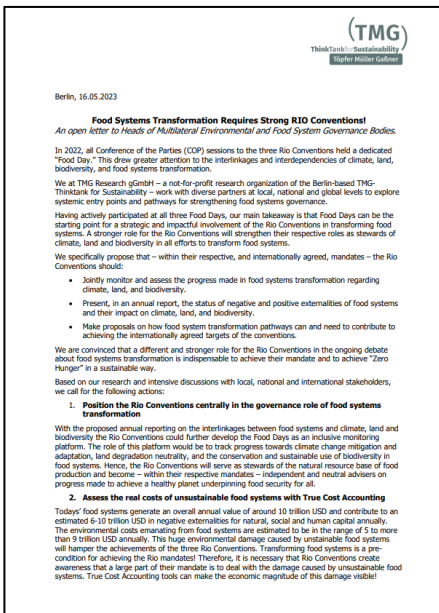 (TMG)
ThinkTankforSustainability
Töpfer Müller Gaßner
Berlin, 16.05.2023
Food Systems Transformation Requires Strong RIO Conventions!
An open letter to Heads of Multilateral Environmental and Food System Governance Bodies.
In 2022, all Conference of the Parties (COP) sessions to the three Rio Conventions held a dedicated
"Food Day." This drew greater attention to the interlinkages and interdependencies of climate, land,
biodiversity, and food systems transformation.
We at TMG Research gGmbH – a not-for-profit research organization of the Berlin-based TMG-
Thinktank for Sustainability – work with diverse partners at local, national and global levels to explore
systemic entry points and pathways for strengthening food systems governance.
Having actively participated at all three Food Days, our main takeaway is that Food Days can be the
starting point for a strategic and impactful involvement of the Rio Conventions in transforming food
systems. A stronger role for the Rio Conventions will strengthen their respective roles as stewards of
climate, land and biodiversity in all efforts to transform food systems.
We specifically propose that – within their respective, and internationally agreed, mandates – the Rio
Conventions should:
• Jointly monitor and assess the progress made in food systems transformation regarding
climate, land, and biodiversity.
• Present, in an annual report, the status of negative and positive externalities of food systems
and their impact on climate, land, and biodiversity.
• Make proposals on how food system transformation pathways can and need to contribute to
achieving the internationally agreed targets of the conventions.
We are convinced that a different and stronger role for the Rio Conventions in the ongoing debate
about food systems transformation is indispensable to achieve their mandate and to achieve "Zero
Hunger" in a sustainable way.
Based on our research and intensive discussions with local, national and international stakeholders,
we call for the following actions:
1. Position the Rio Conventions centrally in the governance role of food systems
transformation
With the proposed annual reporting on the interlinkages between food systems and climate, land and
biodiversity the Rio Conventions could further develop the Food Days as an inclusive monitoring
platform. The role of this platform would be to track progress towards climate change mitigation and
adaptation, land degradation neutrality, and the conservation and sustainable use of biodiversity in
food systems. Hence, the Rio Conventions will serve as stewards of the natural resource base of food
production and become – within their respective mandates – independent and neutral advisers on
progress made to achieve a healthy planet underpinning food security for all.
2. Assess the real costs of unsustainable food systems with True Cost Accounting
Todays' food systems generate an overall annual value of around 10 trillion USD and contribute to an
estimated 6-10 trillion USD in negative externalities for natural, social and human capital annually.
The environmental costs emanating from food systems are estimated to be in the range of 5 to more
than 9 trillion USD annually. This huge environmental damage caused by unstainable food systems
will hamper the achievements of the three Rio Conventions. Transforming food systems is a pre-
condition for achieving the Rio mandates! Therefore, it is necessary that Rio Conventions create
awareness that a large part of their mandate is to deal with the damage caused by unsustainable food
systems. True Cost Accounting tools can make the economic magnitude of this damage visible!